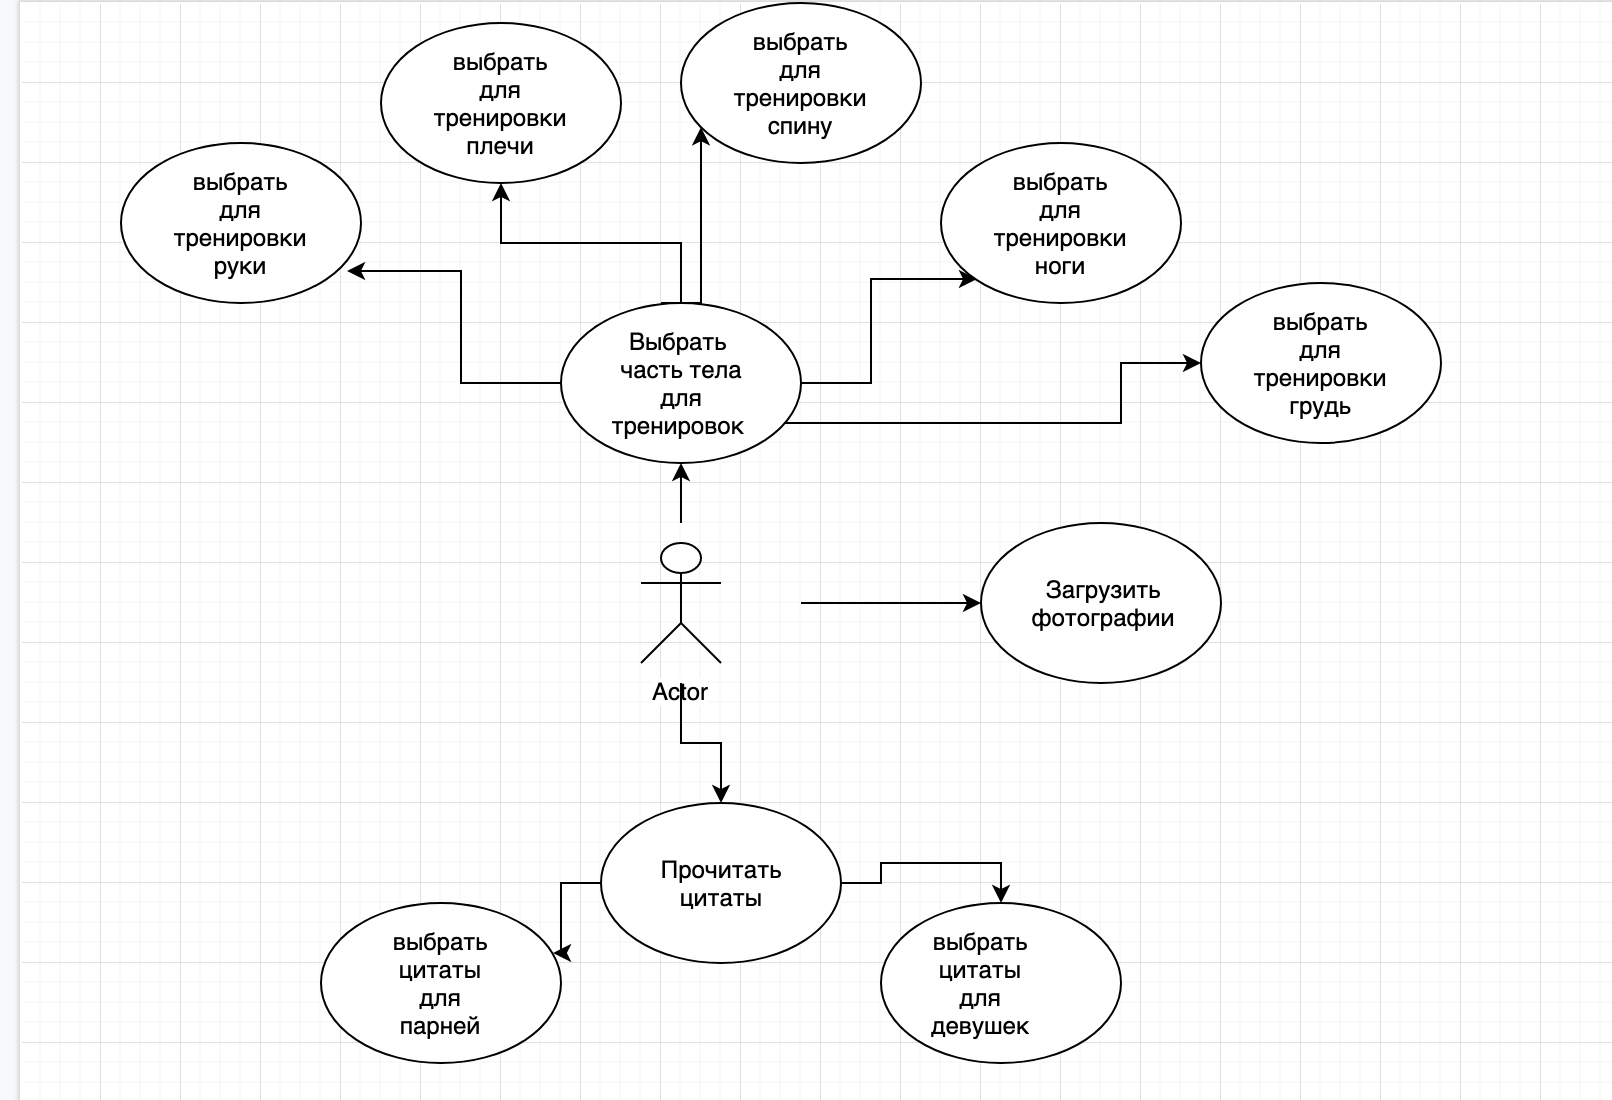 выбрать
для
тренировки
спину
выбрать
для
тренировки
плечи
выбрать
для
тренировки
руки
выбрать
для
тренировки
ноги
выбрать
для
тренировки
грудь
Выбрать
часть тела
для
тренировок
Загрузить
фотографии
Actor
Прочитать
цитаты
выбрать
цитаты
для
парней
выбрать
цитаты
для
девушек